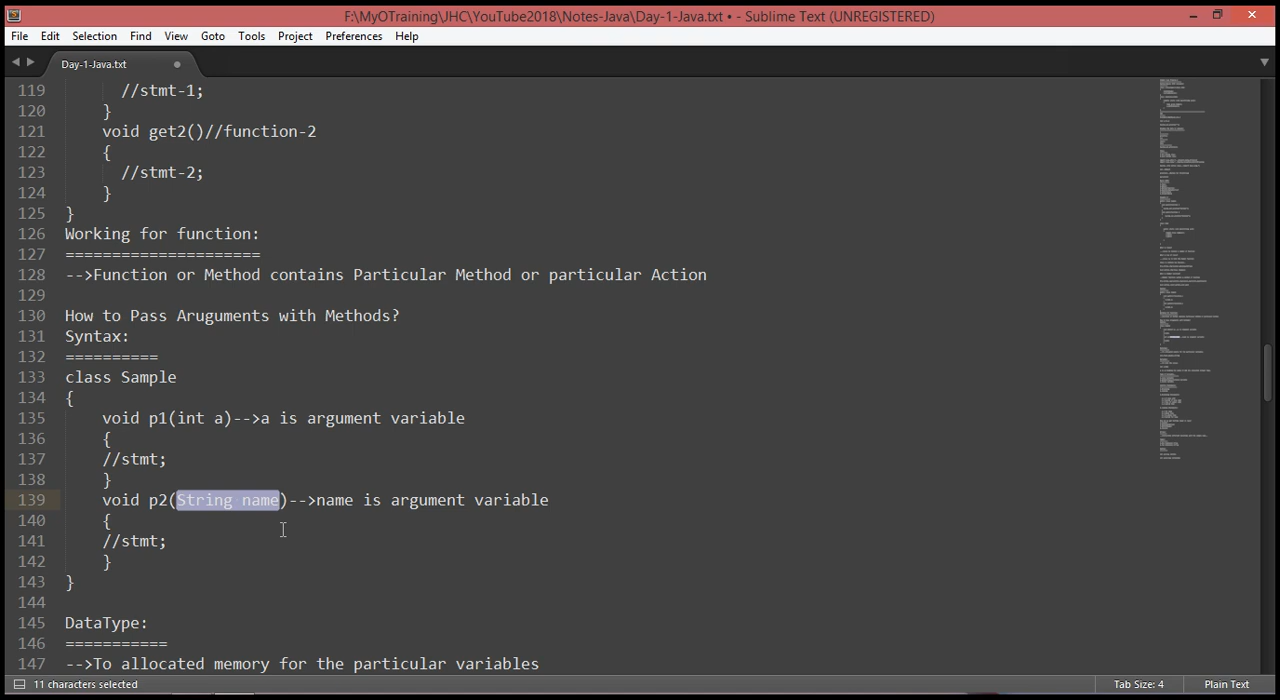 F:\MyOTraining\JHC\YouTube2018\Notes-Java\Day-1-Java.txt • - Sublime Text (UNREGISTERED)
File Edit Selection Find View Goto Tools Project Preferences Help
Day-1-Java.txt
119 //stmt-1;
120 }
121 void get2()//function-2
122 {
123 //stmt-2;
124 }
125 }
126 Working for function:
127 =====================
128 -->Function or Method contains Particular Method or particular Action
129
130 How to Pass Aruguments with Methods?
131 Syntax:
132 ==========
133 class Sample
134 {
135 void p1(int a)-->a is argument variable
136 {
137 //stmt;
138 }
139 void p2(String name)-->name is argument variable
140 {
141 //stmt;
142 }
143 }
144
145 DataType:
146 ===========
147 -->To allocated memory for the particular variables
11 characters selected Tab Size: 4 Plain Text